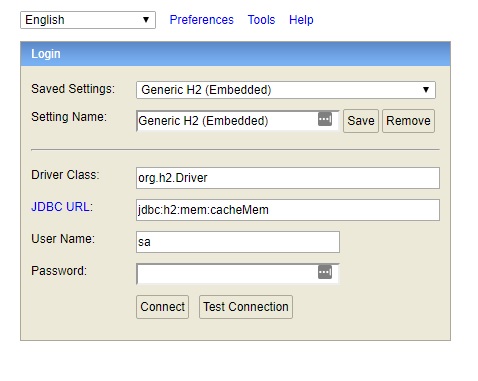 English Preferences Tools Help
Login
Saved Settings: Generic H2 (Embedded)
Setting Name: Generic H2 (Embedded) Save Remove
Driver Class: org.h2.Driver
JDBC URL: jdbc:h2:mem:cacheMem
User Name: sa
Password:
Connect Test Connection